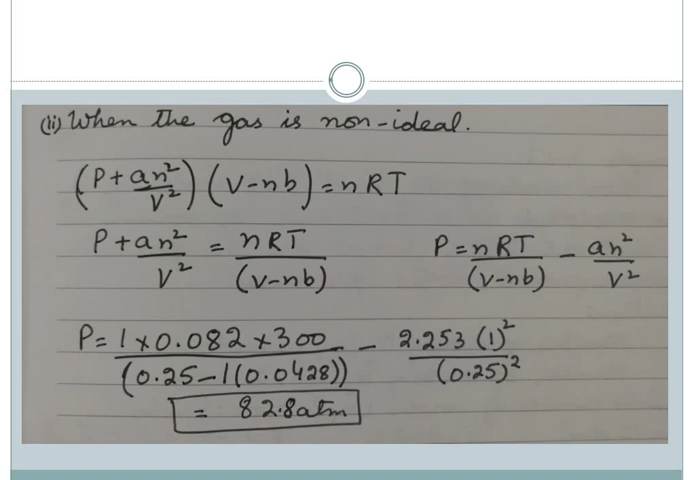 (ii) When the gas is non-ideal.
(P + an²/V²) (V-nb) = nRT
P + an²/V² = nRT/(V-nb) P = nRT/(V-nb) - an²/V²
P = 1×0.082×300/(0.25-1(0.0428)) - 2.253(1)²/(0.25)²
= 82.8atm